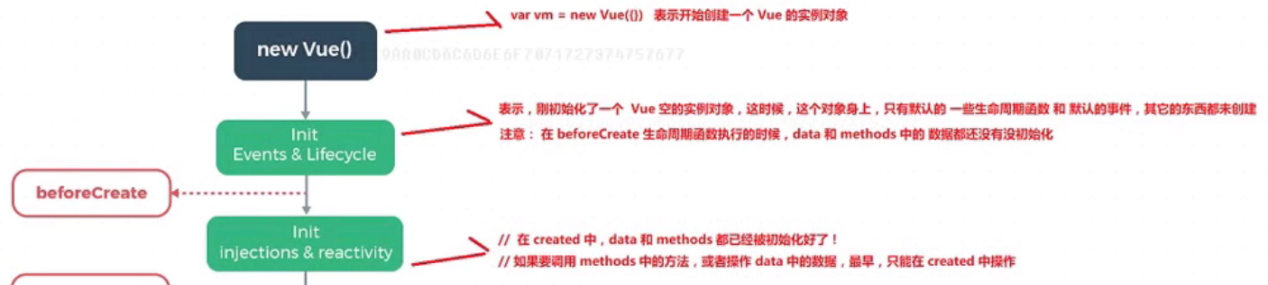 var vm = new Vue({}) 表示开始创建一个 Vue 的实例对象
new Vue()
表示，刚初始化了一个 Vue 空的实例对象，这时候，这个对象身上，只有默认的 一些生命周期函数 和 默认的事件，其它的东西都未创建
Init
注意： 在 beforeCreate 生命周期函数执行的时候，data 和 methods 中的 数据都还没有没初始化
Events & Lifecycle
beforeCreate
Init
// 在 created 中，data 和 methods 都已经被初始化好了！
injections & reactivity
// 如果要调用 methods 中的方法，或者操作 data 中的数据，最早，只能在 created 中操作